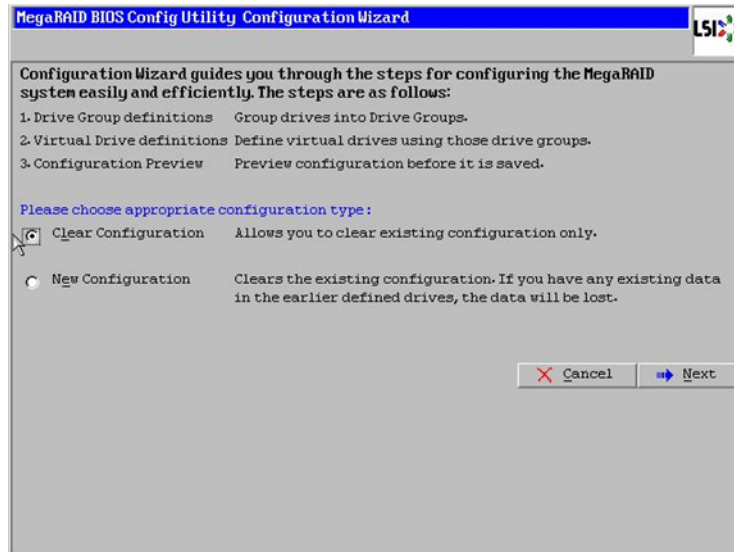 MegaRAID BIOS Config Utility Configuration Wizard
LSI
Configuration Wizard guides you through the steps for configuring the MegaRAID
system easily and efficiently. The steps are as follows:
1. Drive Group definitions Group drives into Drive Groups.
2. Virtual Drive definitions Define virtual drives using those drive groups.
3. Configuration Preview Preview configuration before it is saved.
Please choose appropriate configuration type:
Clear Configuration Allows you to clear existing configuration only.
New Configuration Clears the existing configuration. If you have any existing data
in the earlier defined drives, the data will be lost.
Cancel Next